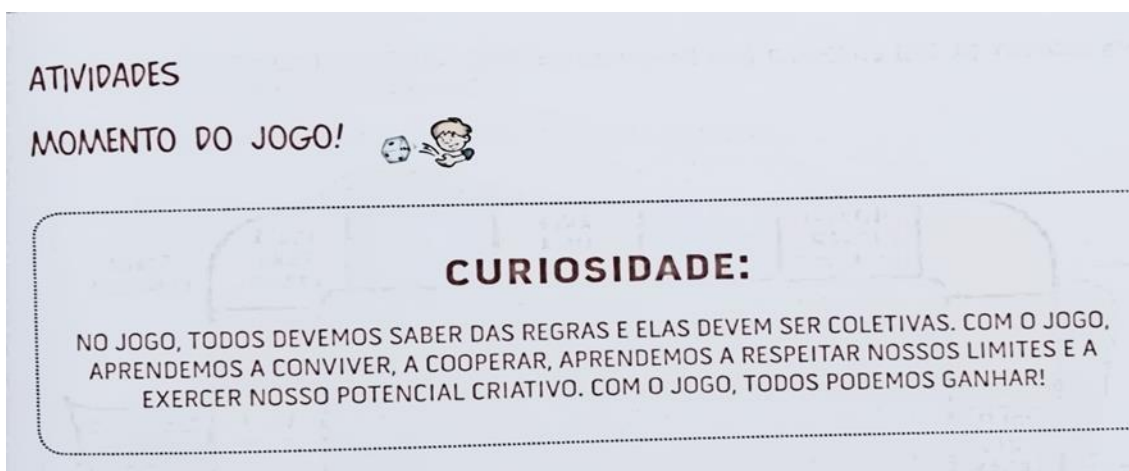 ATIVIDADES
MOMENTO DO JOGO!
CURIOSIDADE:
NO JOGO, TODOS DEVEMOS SABER DAS REGRAS E ELAS DEVEM SER COLETIVAS. COM O JOGO,
APRENDEMOS A CONVIVER, A COOPERAR, APRENDEMOS A RESPEITAR NOSSOS LIMITES E A
EXERCER NOSSO POTENCIAL CRIATIVO. COM O JOGO, TODOS PODEMOS GANHAR!